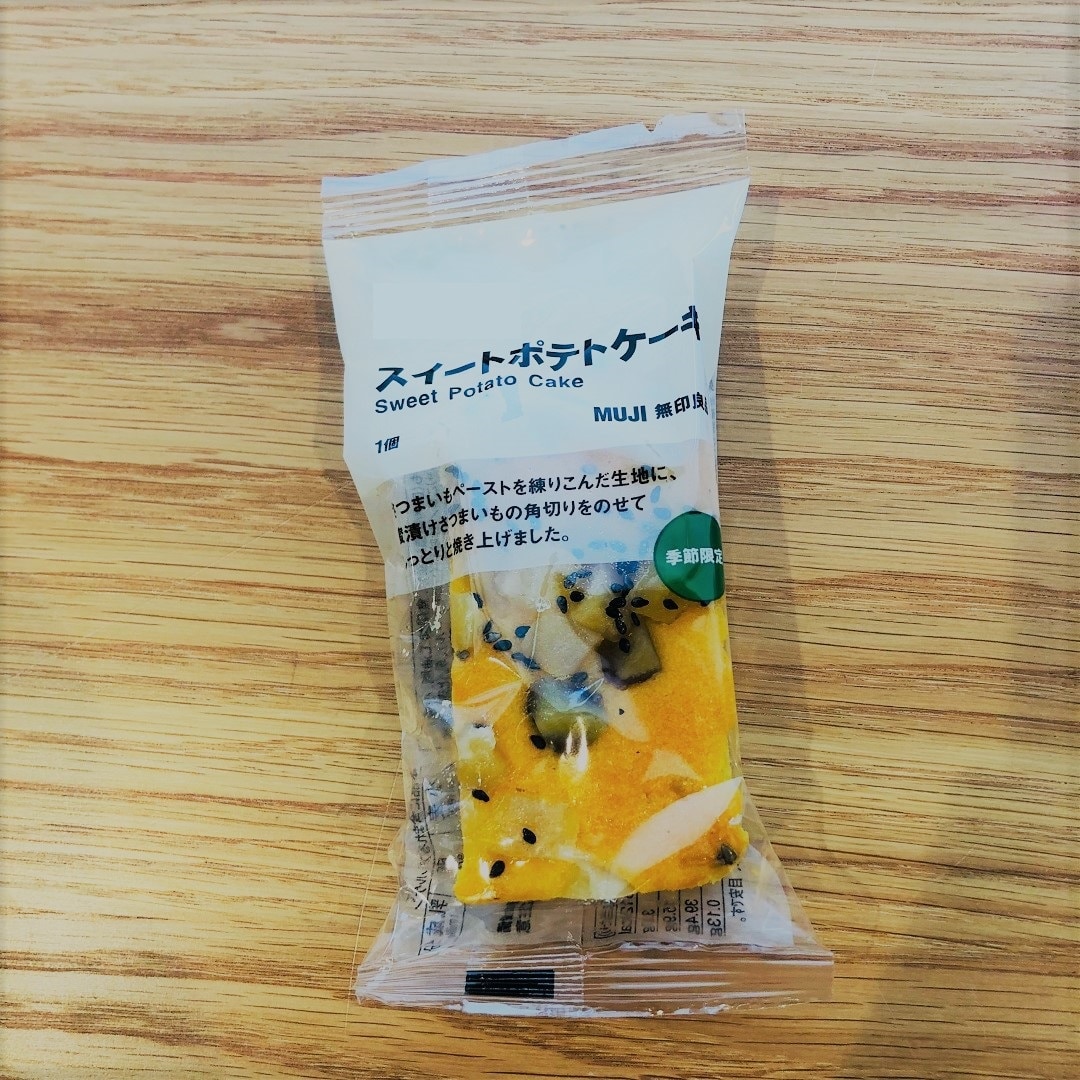 スイートポテトケーキ
Sweet Potato Cake
MUJI 無印良品
1個
さつまいもペーストを練りこんだ生地に、
蜜漬けさつまいもの角切りをのせて
しっとりと焼き上げました。
季節限定